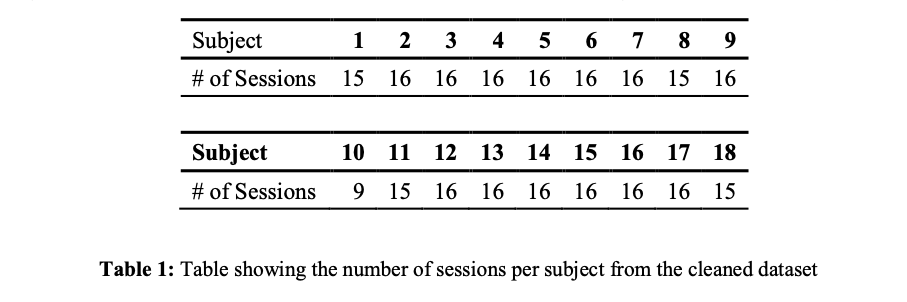 Subject 1 2 3 4 5 6 7 8 9
# of Sessions 15 16 16 16 16 16 16 15 16
Subject 10 11 12 13 14 15 16 17 18
# of Sessions 9 15 16 16 16 16 16 16 15
Table 1: Table showing the number of sessions per subject from the cleaned dataset